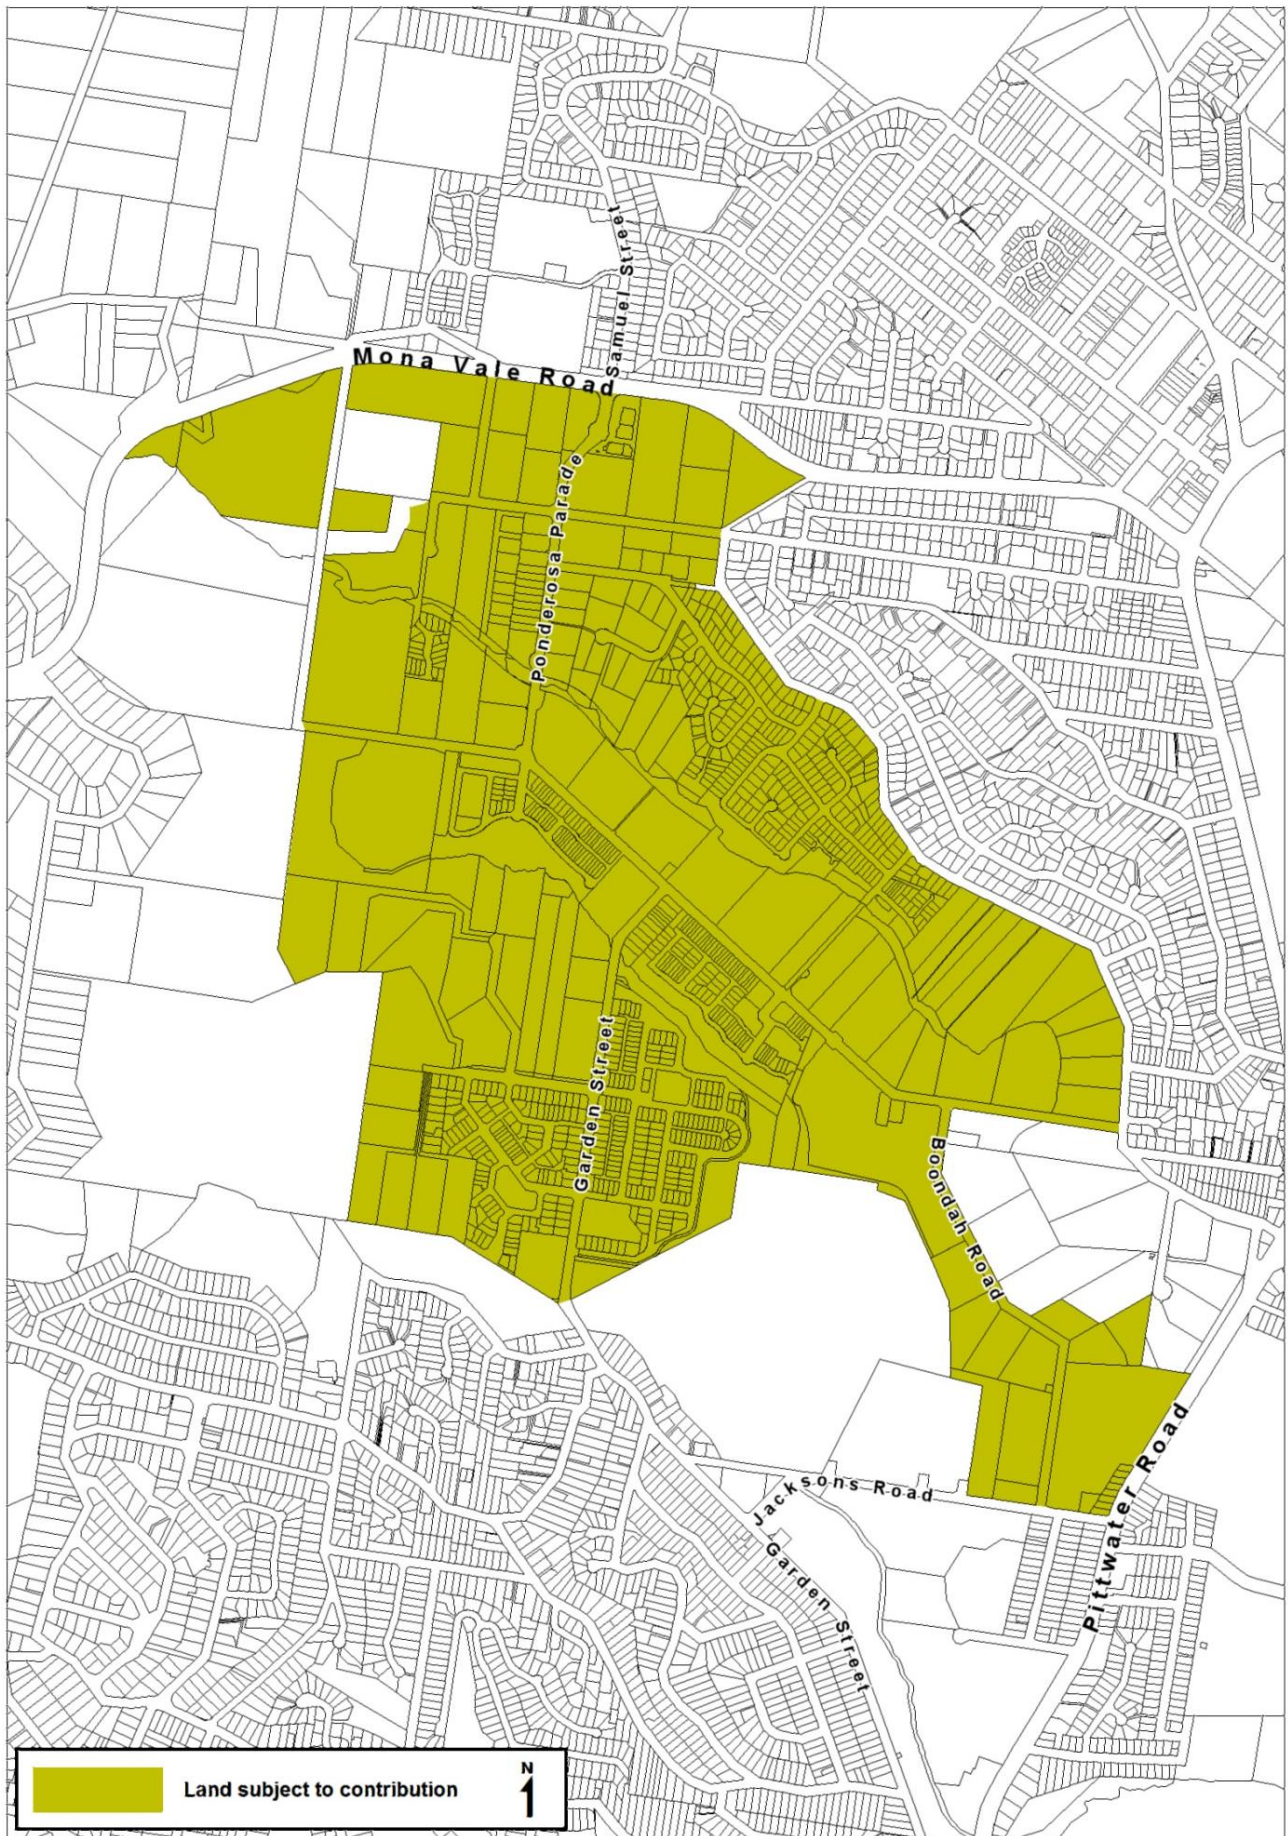 Samuel Street
Mona Vale Road
Ponderosa Parade
Garden Street
Boondah Road
Pittwater Road
Jacksons Road
Garden Street
Land subject to contribution
N